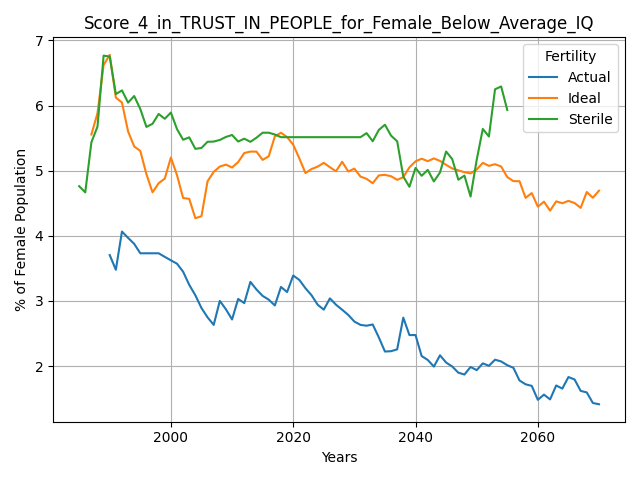 Score_4_in_TRUST_IN_PEOPLE_for_Female_Below_Average_IQ
7
6
5
4
3
2
% of Female Population
Fertility
Actual
Ideal
Sterile
2000
2020
2040
2060
Years